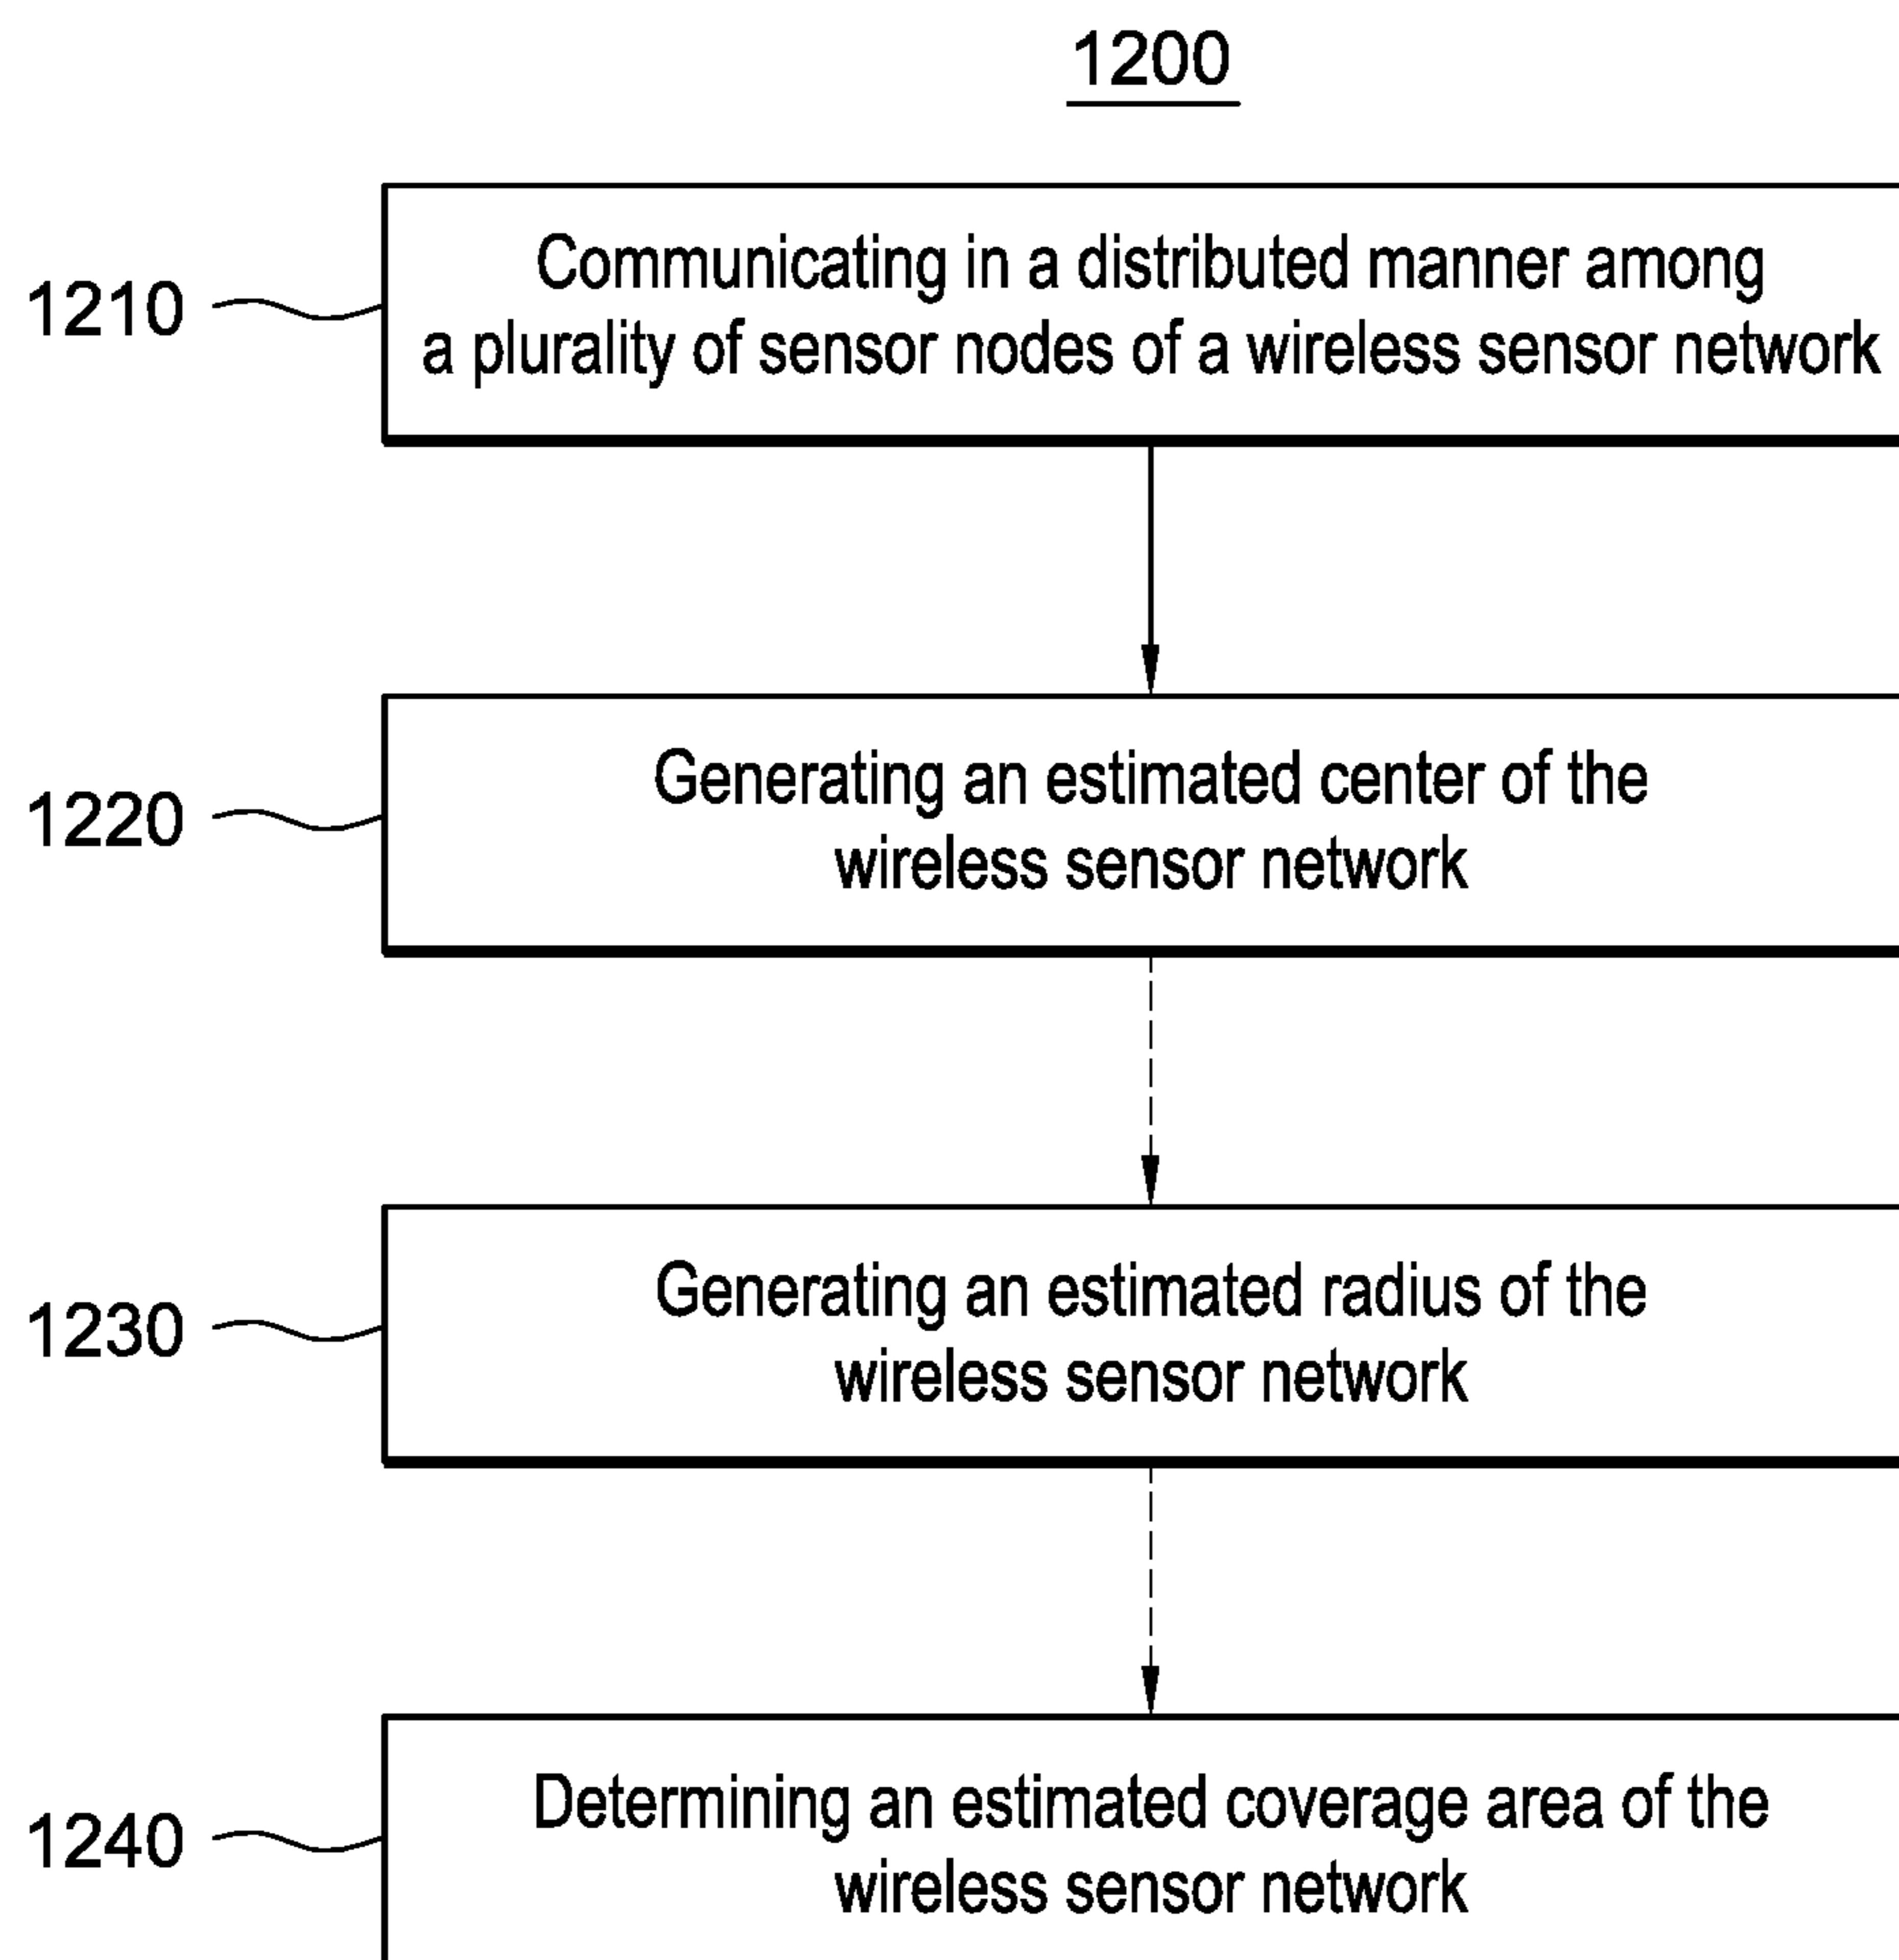 1200
1210
Communicating in a distributed manner among
a plurality of sensor nodes of a wireless sensor network
1220
Generating an estimated center of the
wireless sensor network
1230
Generating an estimated radius of the
wireless sensor network
1240
Determining an estimated coverage area of the
wireless sensor network